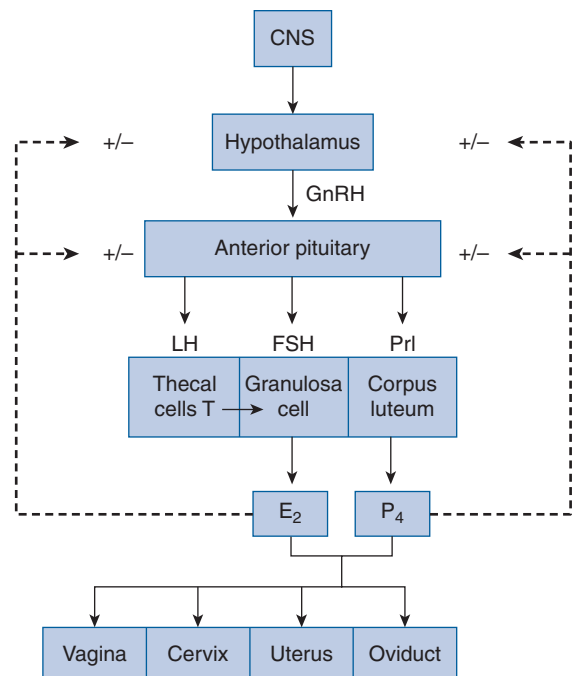 CNS
+/– Hypothalamus +/–
GnRH
+/– Anterior pituitary +/–
LH FSH Prl
Thecal Granulosa Corpus
cells T cell luteum
E₂ P₄
Vagina Cervix Uterus Oviduct